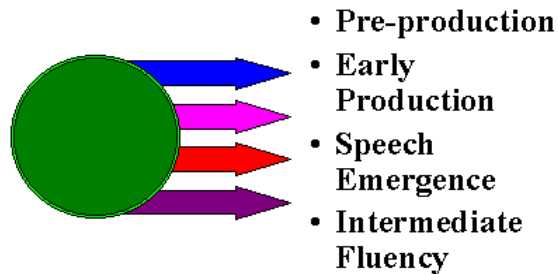 • Pre-production
• Early
Production
• Speech
Emergence
• Intermediate
Fluency